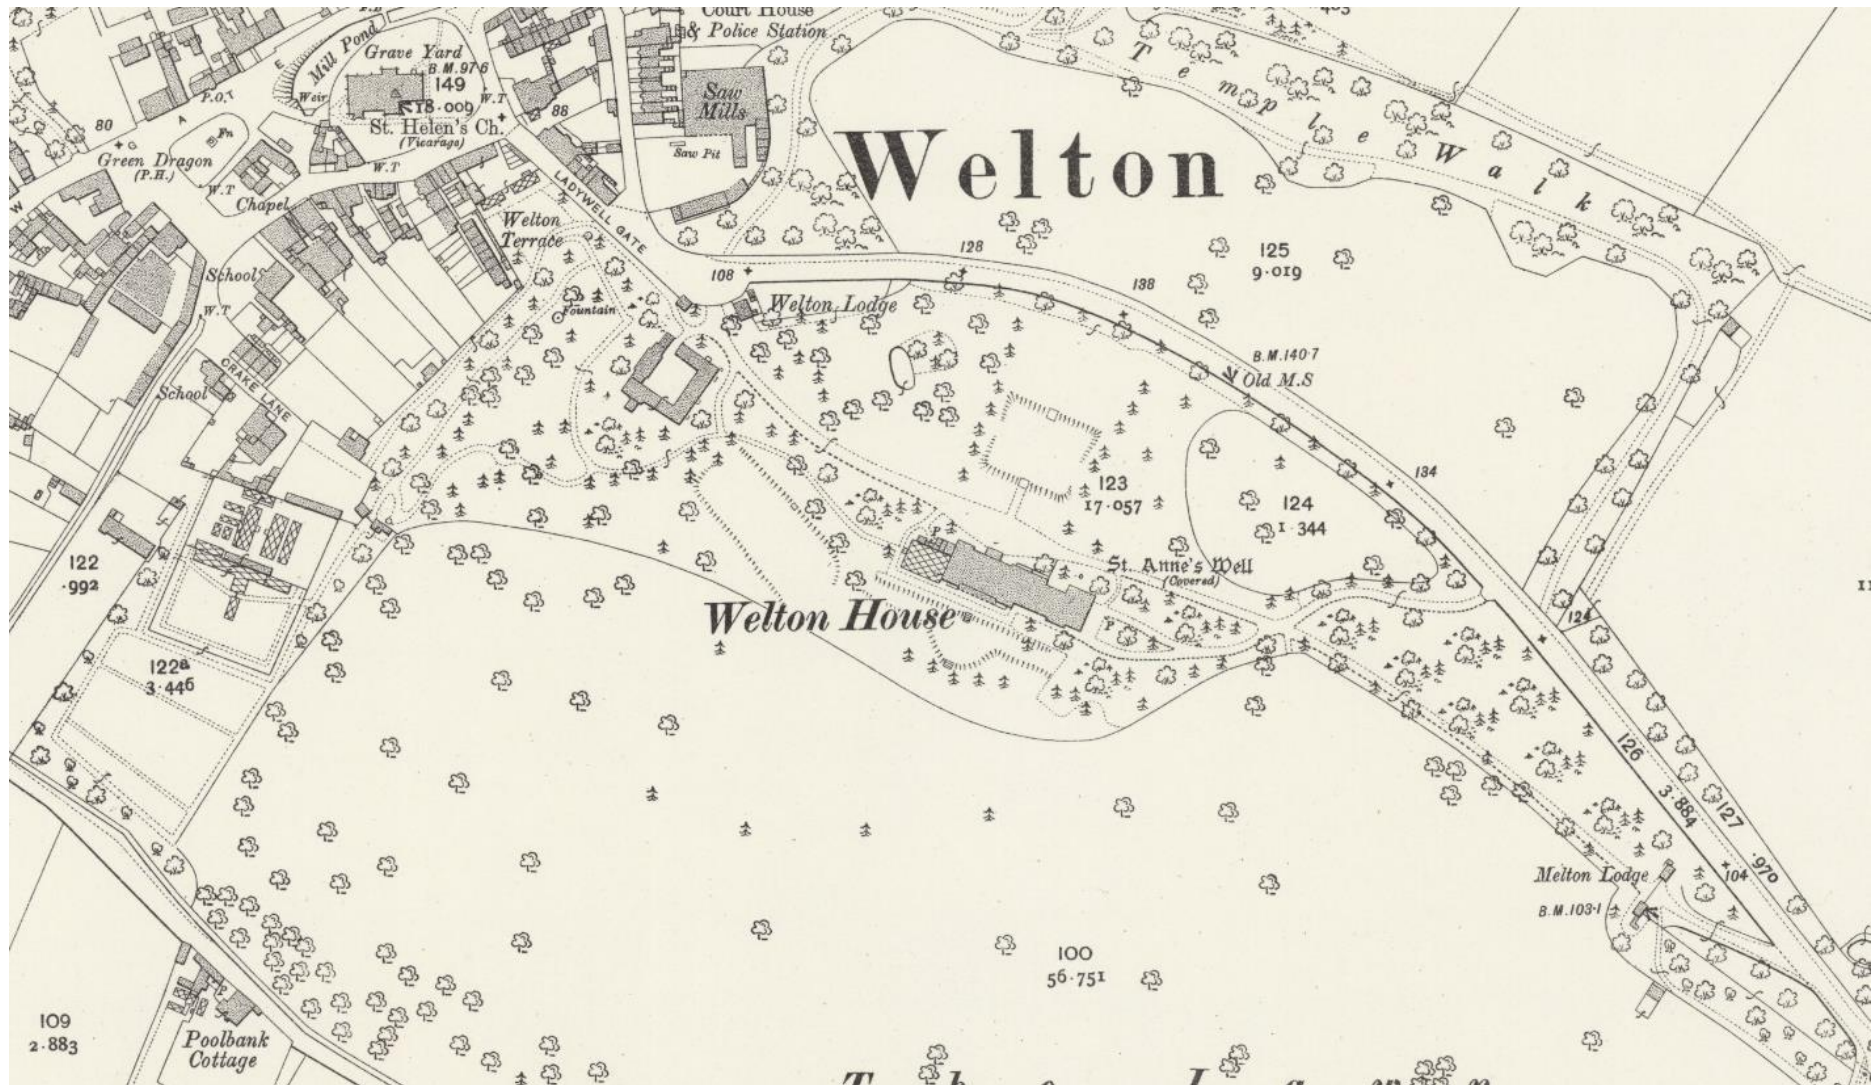 Court House
& Police Station
Mill Pond
Grave Yard
B.M.97·6
149
18·009
Weir
W.T
88
P.O.
St. Helen's Ch.
(Vicarage)
Saw
Mills
Saw Pit
80
Fn
Green Dragon
(P.H.)
W.T
W.T
Chapel
LADYWELL GATE
Welton
Temple Walk
Welton
Terrace
School
W.T
108
128
138
125
9·019
Fountain
Welton Lodge
B.M.140·7
Old M.S
CRAKE LANE
School
134
123
17·057
124
1·344
122
·992
P
St. Anne's Well
(Covered)
Welton House
P
124
122a
3·446
126
3·884
127
·970
Melton Lodge
104
B.M.103·1
100
56·751
109
2·883
Poolbank
Cottage